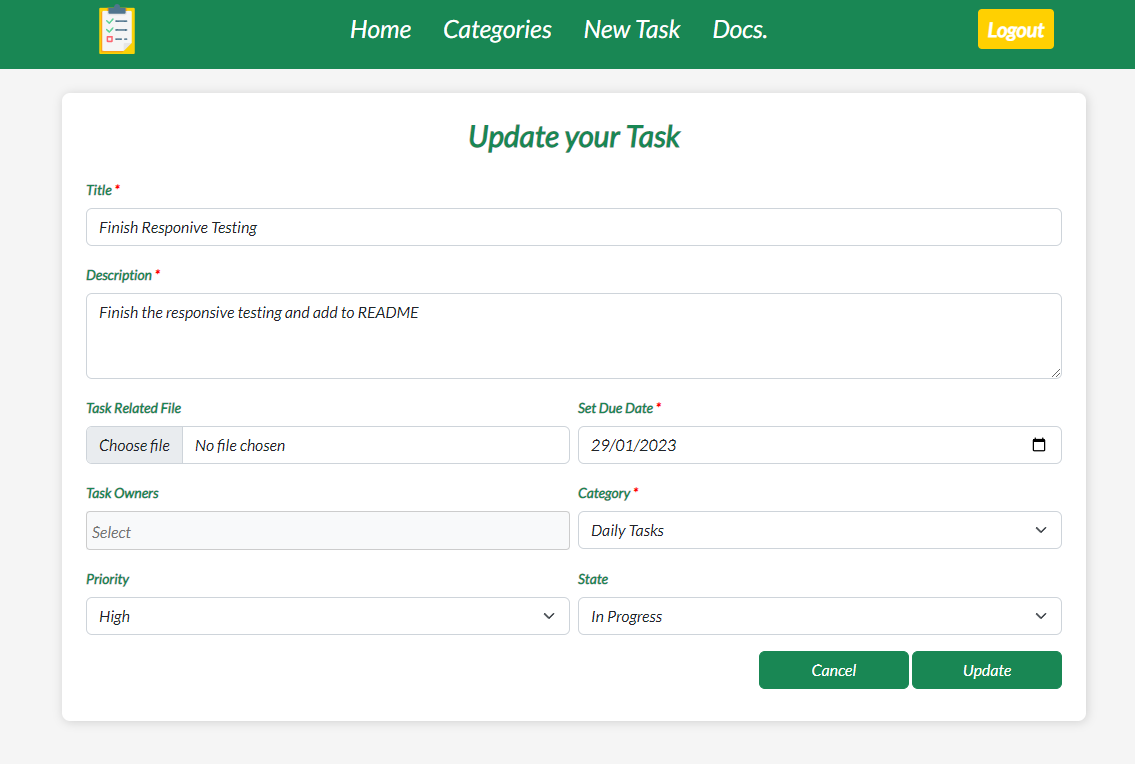 Home Categories New Task Docs. Logout
Update your Task
Title *
Finish Responive Testing
Description *
Finish the responsive testing and add to README
Task Related File Set Due Date *
Choose file No file chosen 29/01/2023
Task Owners Category *
Select Daily Tasks
Priority State
High In Progress
Cancel Update